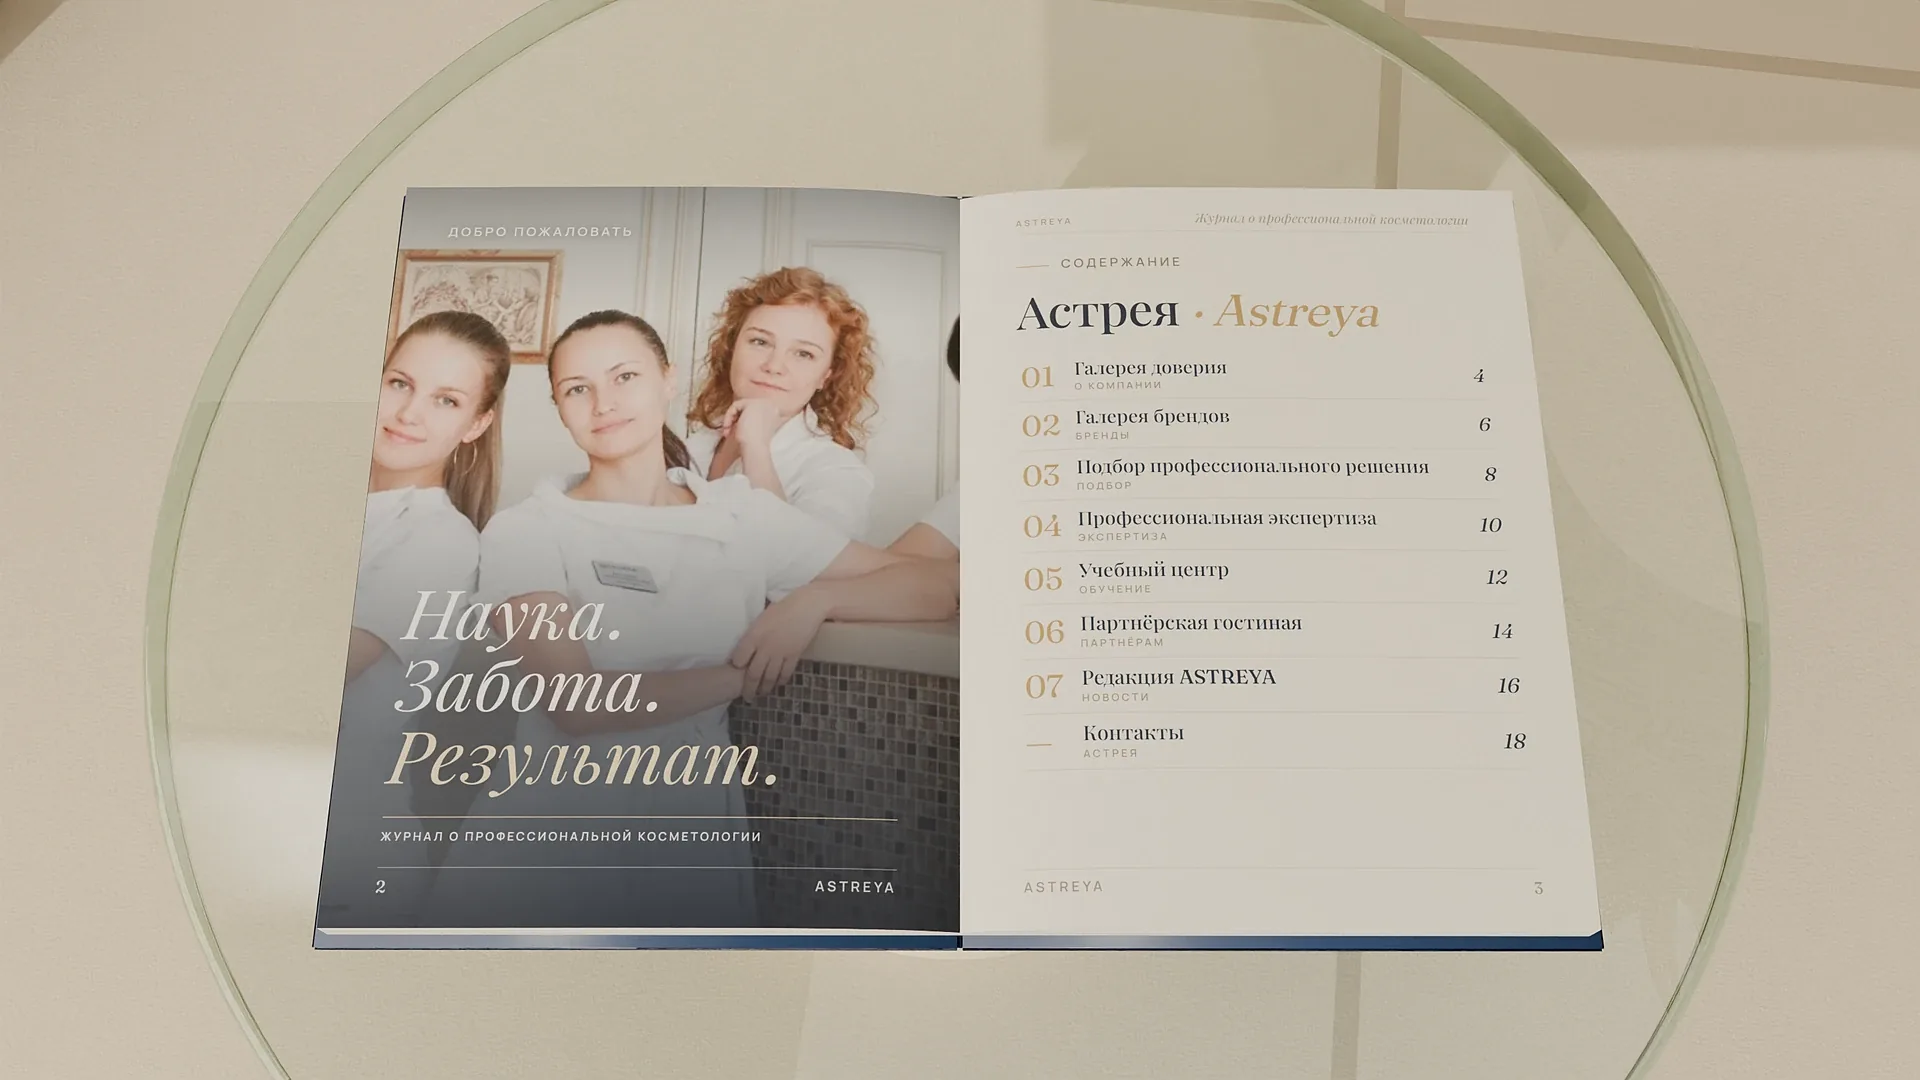 ДОБРО ПОЖАЛОВАТЬ
Наука.
Забота.
Результат.
ЖУРНАЛ О ПРОФЕССИОНАЛЬНОЙ КОСМЕТОЛОГИИ
2 ASTREYA
ASTREYA Журнал о профессиональной косметологии
СОДЕРЖАНИЕ
Астрея · Astreya
01 Галерея доверия 4
О КОМПАНИИ
02 Галерея брендов 6
БРЕНДЫ
03 Подбор профессионального решения 8
ПОДБОР
04 Профессиональная экспертиза 10
ЭКСПЕРТИЗА
05 Учебный центр 12
ОБУЧЕНИЕ
06 Партнёрская гостиная 14
ПАРТНЁРАМ
07 Редакция ASTREYA 16
НОВОСТИ
— Контакты 18
АСТРЕЯ
ASTREYA 3